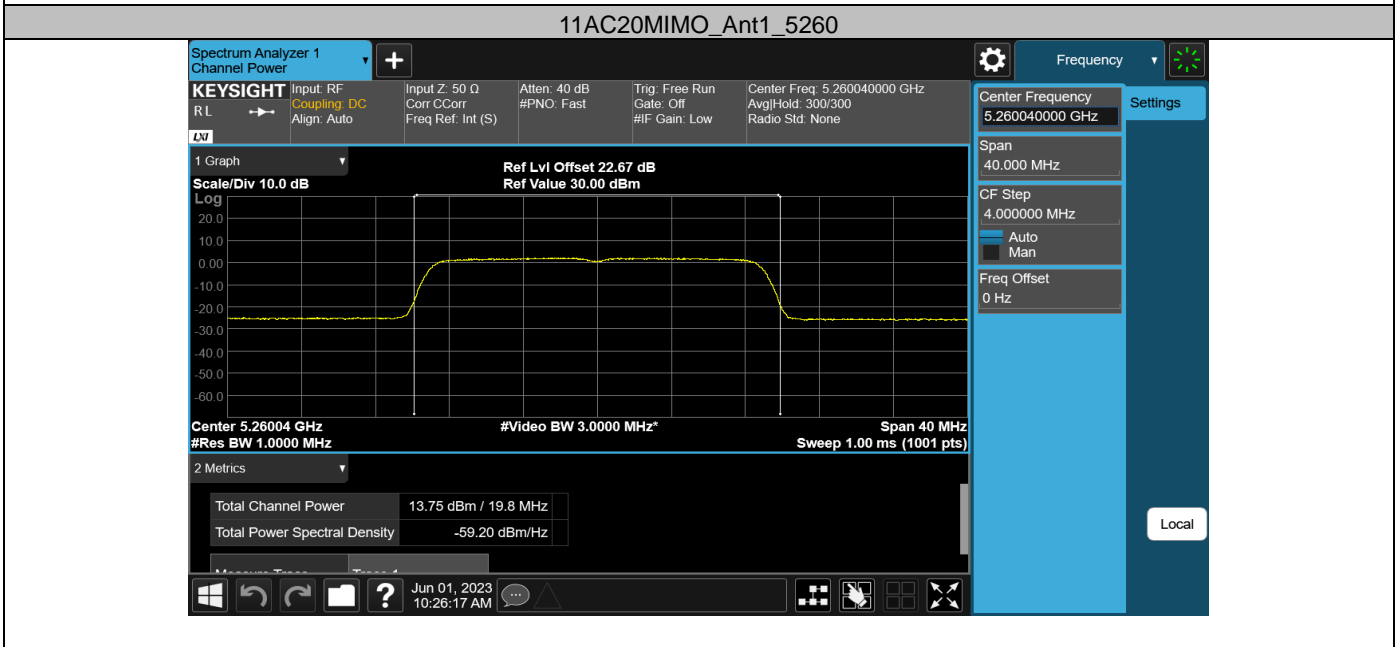 11AC20MIMO_Ant1_5260
Spectrum Analyzer 1
Channel Power
Frequency
KEYSIGHT
R L
LXI
Input: RF
Coupling: DC
Align: Auto
Input Z: 50 Ω
Corr CCorr
Freq Ref: Int (S)
Atten: 40 dB
#PNO: Fast
Trig: Free Run
Gate: Off
#IF Gain: Low
Center Freq: 5.260040000 GHz
Avg|Hold: 300/300
Radio Std: None
Center Frequency
5.260040000 GHz
Settings
Span
40.000 MHz
CF Step
4.000000 MHz
Auto
Man
Freq Offset
0 Hz
Local
1 Graph
Scale/Div 10.0 dB
Ref Lvl Offset 22.67 dB
Ref Value 30.00 dBm
Log
20.0
10.0
0.00
-10.0
-20.0
-30.0
-40.0
-50.0
-60.0
Center 5.26004 GHz
#Res BW 1.0000 MHz
#Video BW 3.0000 MHz*
Span 40 MHz
Sweep 1.00 ms (1001 pts)
2 Metrics
Total Channel Power 13.75 dBm / 19.8 MHz
Total Power Spectral Density -59.20 dBm/Hz
Measure Trace Trace 1
?
Jun 01, 2023
10:26:17 AM